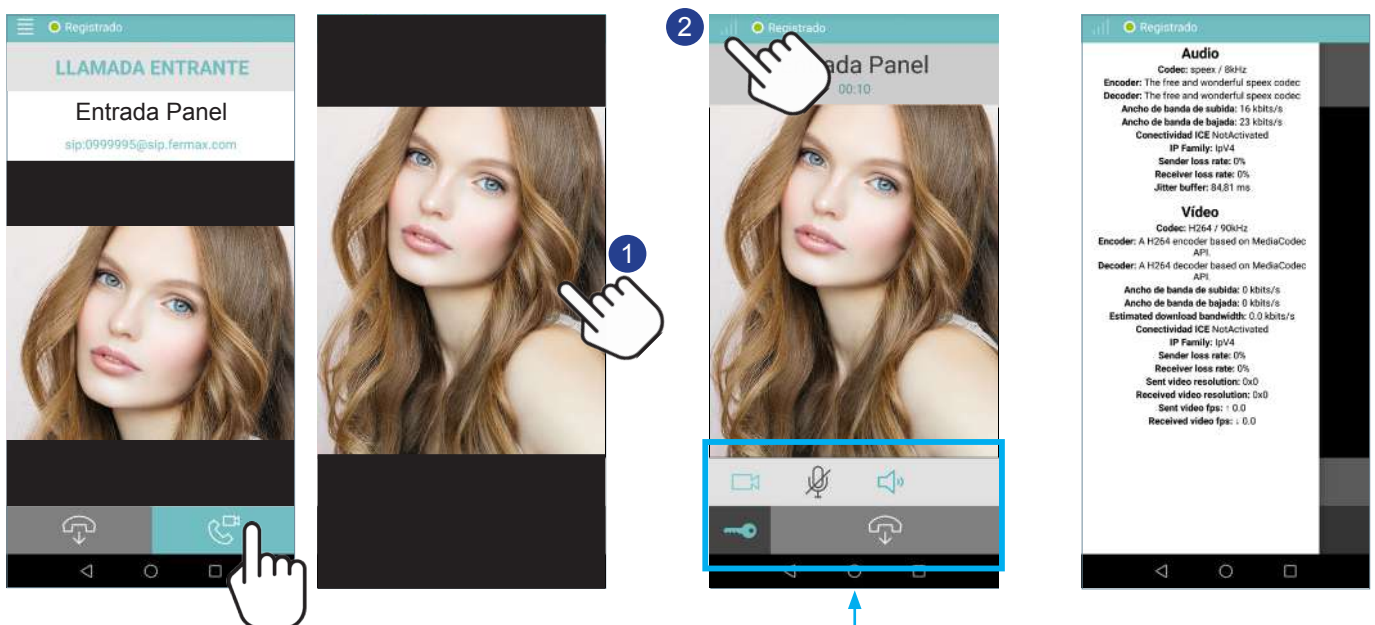 Registrado
LLAMADA ENTRANTE
Entrada Panel
sip:0999995@sip.fermax.com
1
2
Registrado
ada Panel
00:10
Registrado
Audio
Codec: speex / 8kHz
Encoder: The free and wonderful speex codec
Decoder: The free and wonderful speex codec
Ancho de banda de subida: 16 kbits/s
Ancho de banda de bajada: 23 kbits/s
Conectividad ICE NotActivated
IP Family: IpV4
Sender loss rate: 0%
Receiver loss rate: 0%
Jitter buffer: 84,81 ms
Vídeo
Codec: H264 / 90kHz
Encoder: A H264 encoder based on MediaCodec
API.
Decoder: A H264 decoder based on MediaCodec
API.
Ancho de banda de subida: 0 kbits/s
Ancho de banda de bajada: 0 kbits/s
Estimated download bandwidth: 0.0 kbits/s
Conectividad ICE NotActivated
IP Family: IpV4
Sender loss rate: 0%
Receiver loss rate: 0%
Sent video resolution: 0x0
Received video resolution: 0x0
Sent video fps: ↑ 0.0
Received video fps: ↓ 0.0